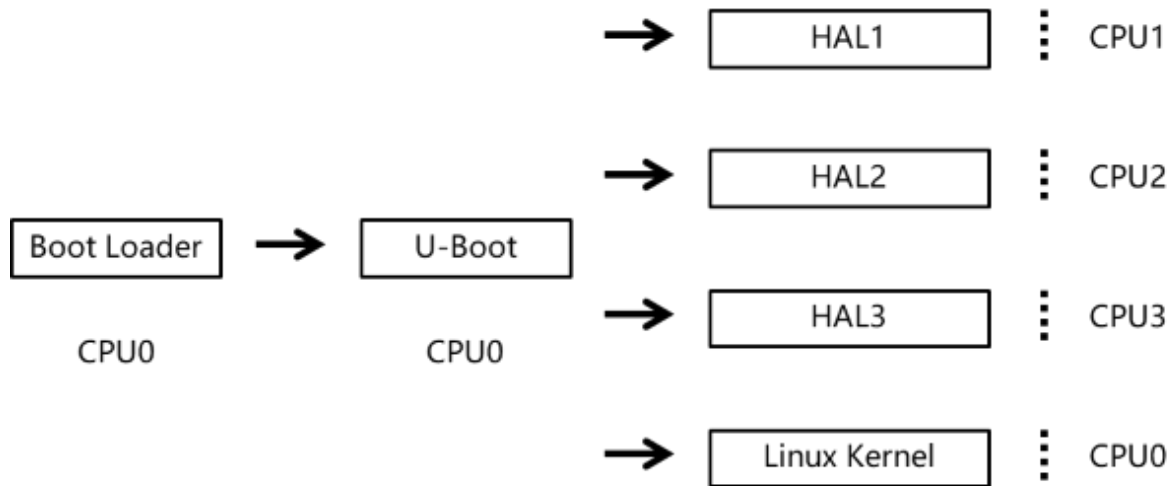 HAL1 CPU1
HAL2 CPU2
Boot Loader U-Boot
HAL3 CPU3
CPU0 CPU0
Linux Kernel CPU0